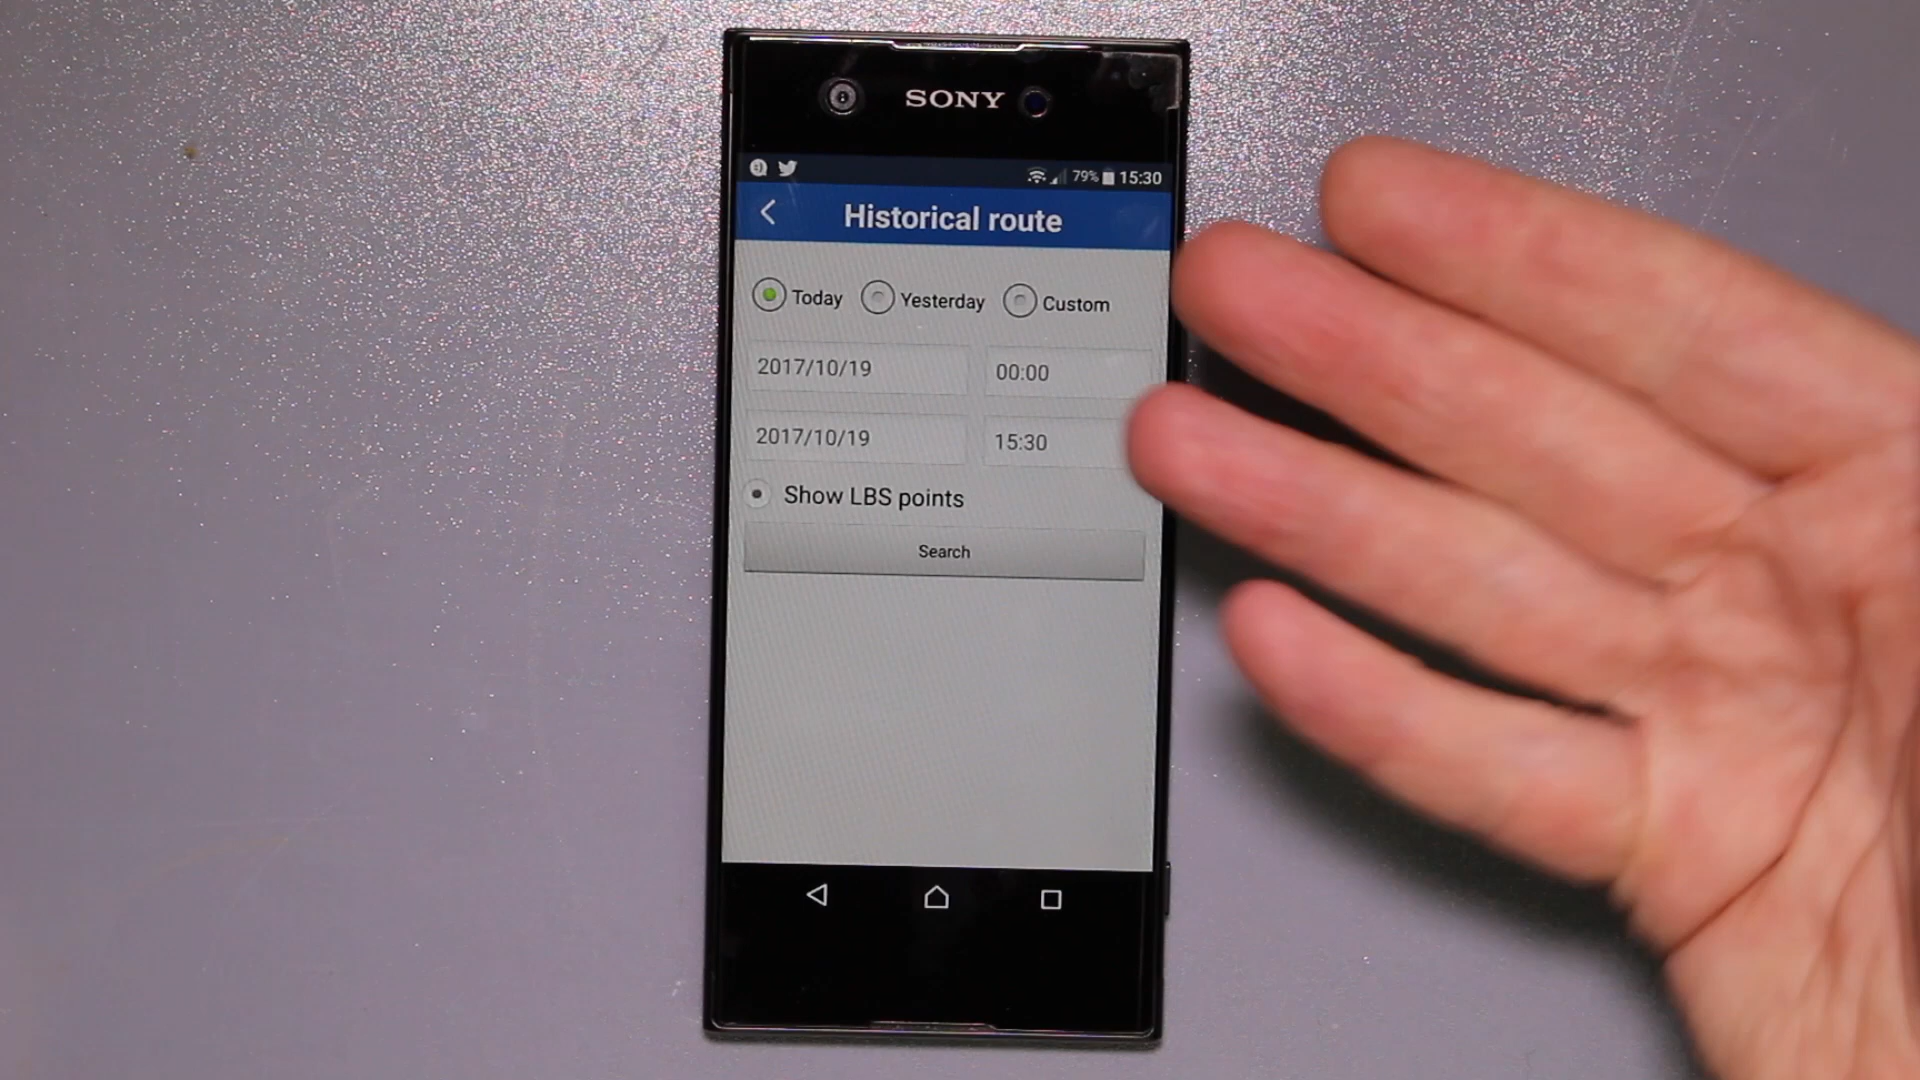 SONY
79% 15:30
Historical route
Today Yesterday Custom
2017/10/19 00:00
2017/10/19 15:30
Show LBS points
Search